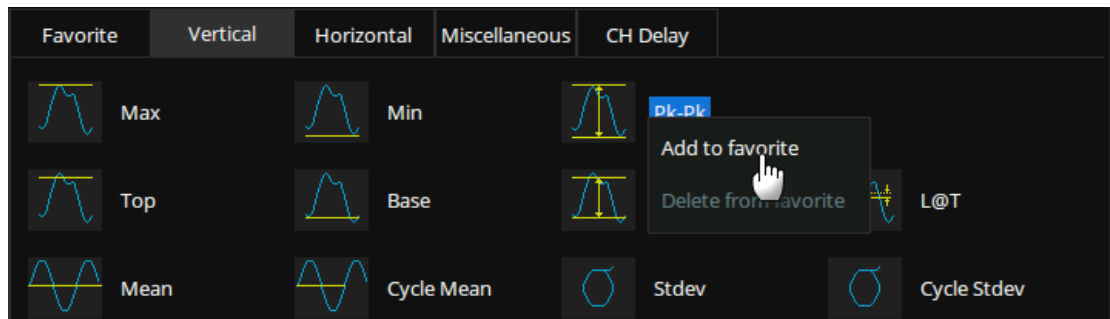 Favorite Vertical Horizontal Miscellaneous CH Delay
Max Min Pk-Pk
Add to favorite
Top Base Delete from favorite L@T
Mean Cycle Mean Stdev Cycle Stdev